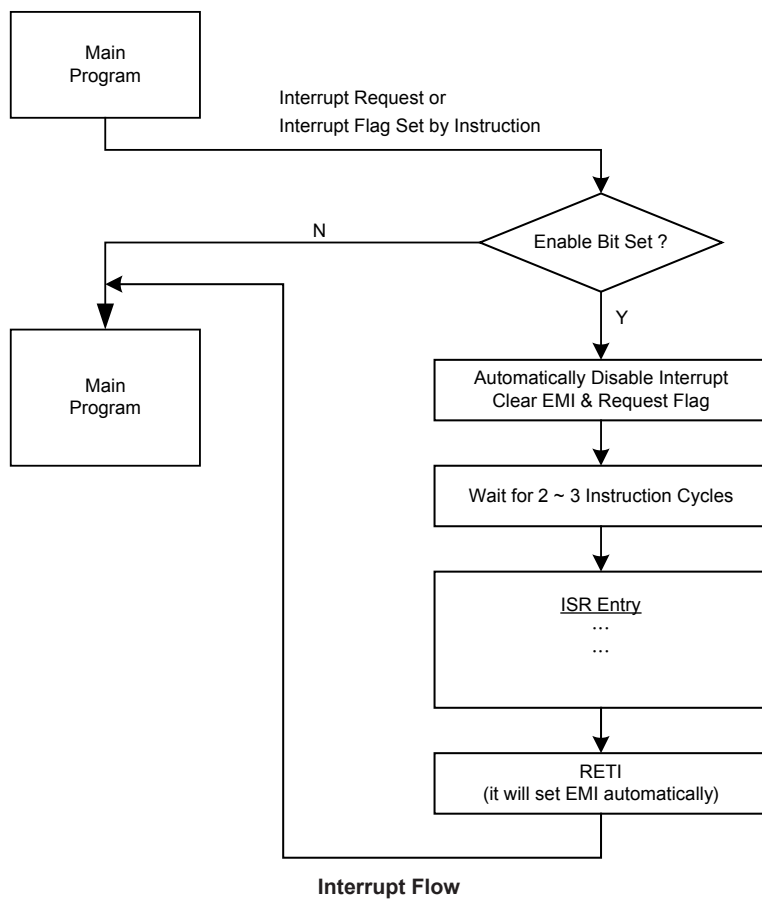 Main
Program
Interrupt Request or
Interrupt Flag Set by Instruction
Enable Bit Set ?
N
Y
Main
Program
Automatically Disable Interrupt
Clear EMI & Request Flag
Wait for 2 ~ 3 Instruction Cycles
ISR Entry
...
...
RETI
(it will set EMI automatically)
Interrupt Flow